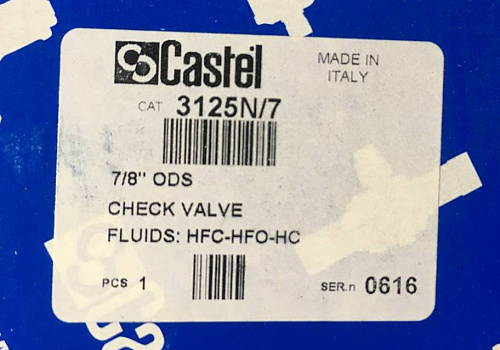 Castel
MADE IN
ITALY
CAT 3125N/7
7/8" ODS
CHECK VALVE
FLUIDS: HFC-HFO-HC
PCS 1
SER.n 0616